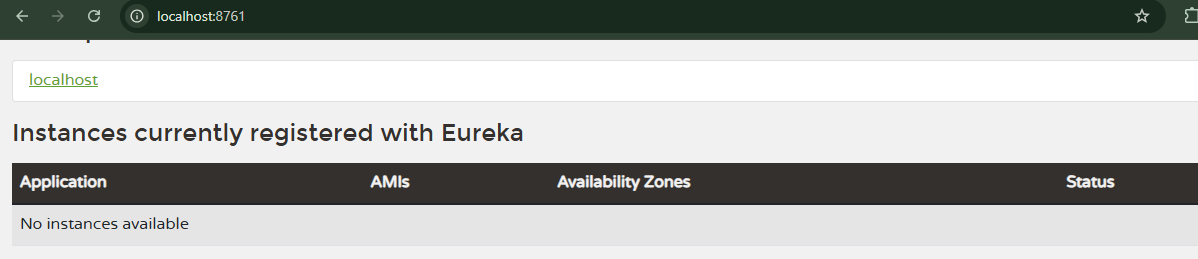 localhost:8761
localhost
Instances currently registered with Eureka
Application AMIs Availability Zones Status
No instances available